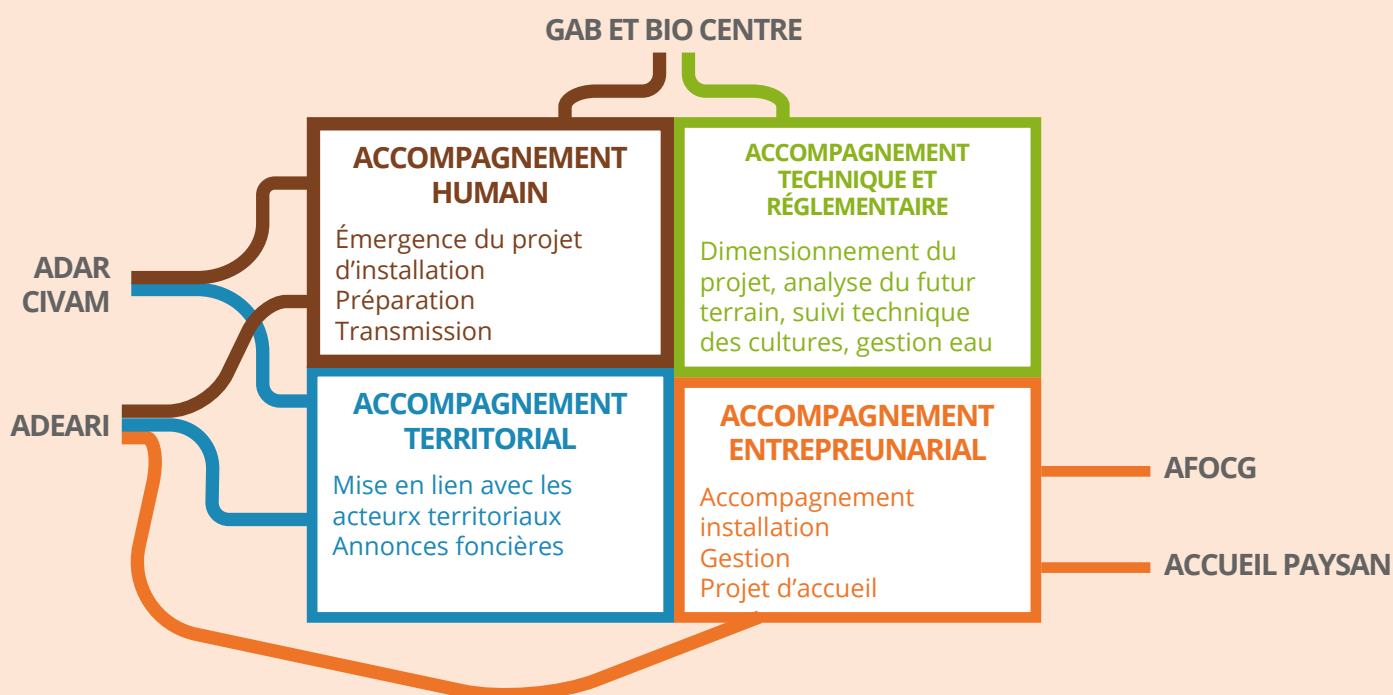 GAB ET BIO CENTRE
ACCOMPAGNEMENT
HUMAIN
Émergence du projet
d'installation
Préparation
Transmission
ACCOMPAGNEMENT
TECHNIQUE ET
RÉGLEMENTAIRE
Dimensionnement du
projet, analyse du futur
terrain, suivi technique
des cultures, gestion eau
ADAR
CIVAM
ADEARI
ACCOMPAGNEMENT
TERRITORIAL
Mise en lien avec les
acteurx territoriaux
Annonces foncières
ACCOMPAGNEMENT
ENTREPREUNARIAL
Accompagnement
installation
Gestion
Projet d'accueil
AFOCG
ACCUEIL PAYSAN